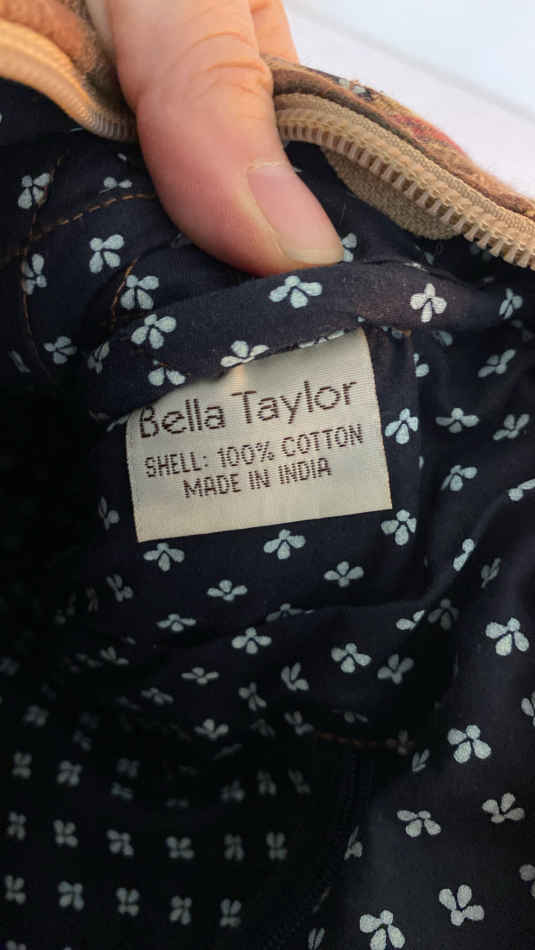 Bella Taylor
SHELL: 100% COTTON
MADE IN INDIA